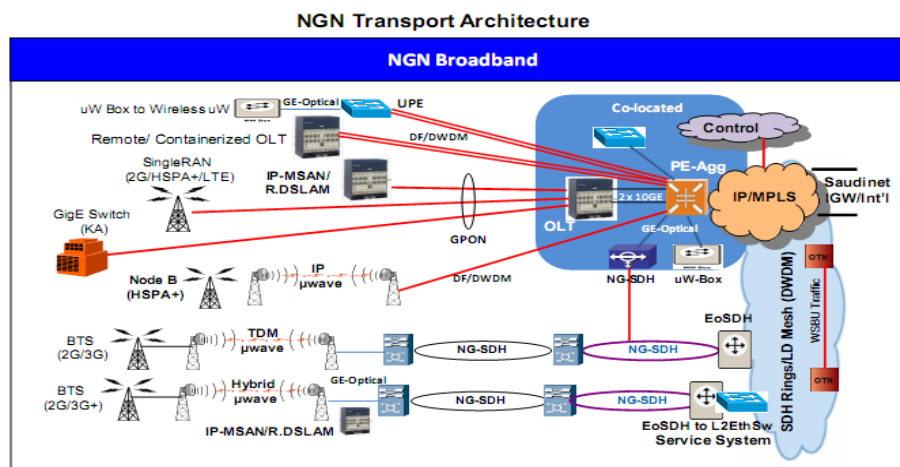 NGN Transport Architecture
NGN Broadband
uW Box to Wireless uW
GE-Optical
UPE
Co-located
Control
Remote/ Containerized OLT
DF/DWDM
PE-Agg
SingleRAN
(2G/HSPA+/LTE)
IP-MSAN/
R.DSLAM
IP/MPLS
Saudinet
IGW/Int'l
2 x 10GE
GigE Switch
(KA)
GPON
OLT
GE-Optical
Node B
(HSPA+)
IP
µwave
DF/DWDM
NG-SDH
uW-Box
OTN
BTS
(2G/3G)
TDM
µwave
NG-SDH
NG-SDH
EoSDH
WSBU Traffic
SDH Rings/LD Mesh (DWDM)
BTS
(2G/3G+)
Hybrid
µwave
GE-Optical
NG-SDH
NG-SDH
OTN
IP-MSAN/R.DSLAM
EoSDH to L2EthSw
Service System